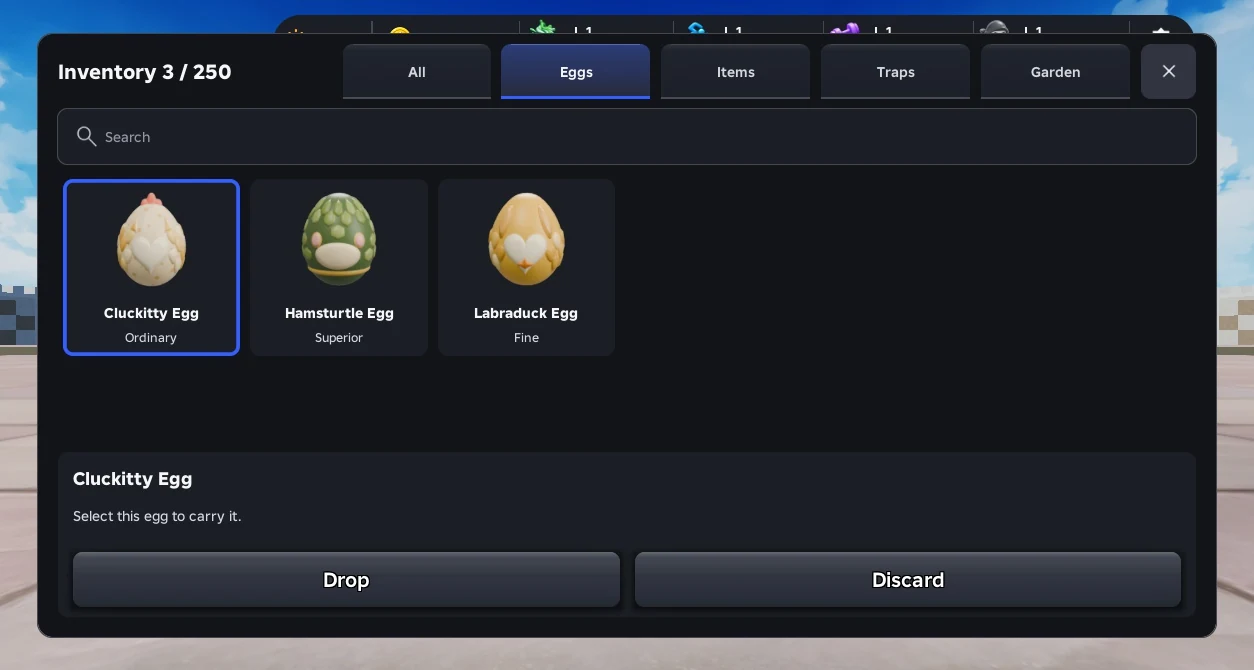 Inventory 3 / 250
All
Eggs
Items
Traps
Garden
Search
Cluckitty Egg
Ordinary
Hamsturtle Egg
Superior
Labraduck Egg
Fine
Cluckitty Egg
Select this egg to carry it.
Drop
Discard